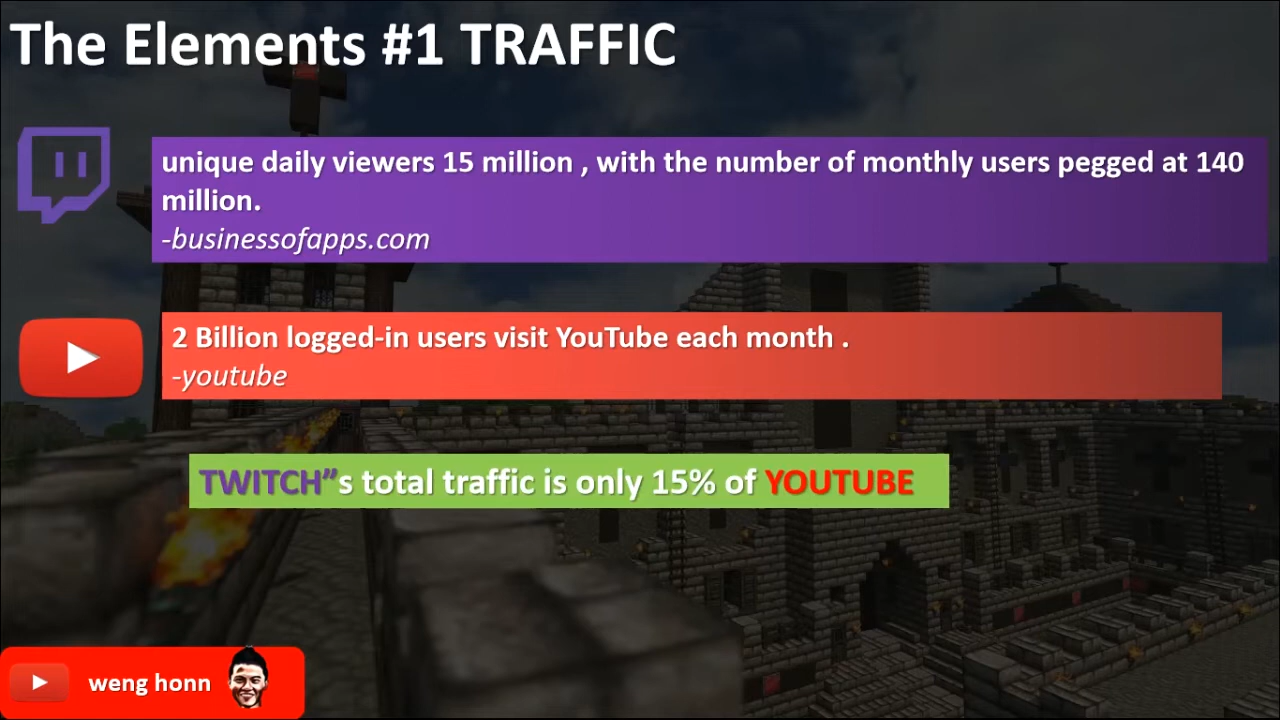 The Elements #1 TRAFFIC
unique daily viewers 15 million , with the number of monthly users pegged at 140
million.
-businessofapps.com
2 Billion logged-in users visit YouTube each month .
-youtube
TWITCH”s total traffic is only 15% of YOUTUBE
weng honn